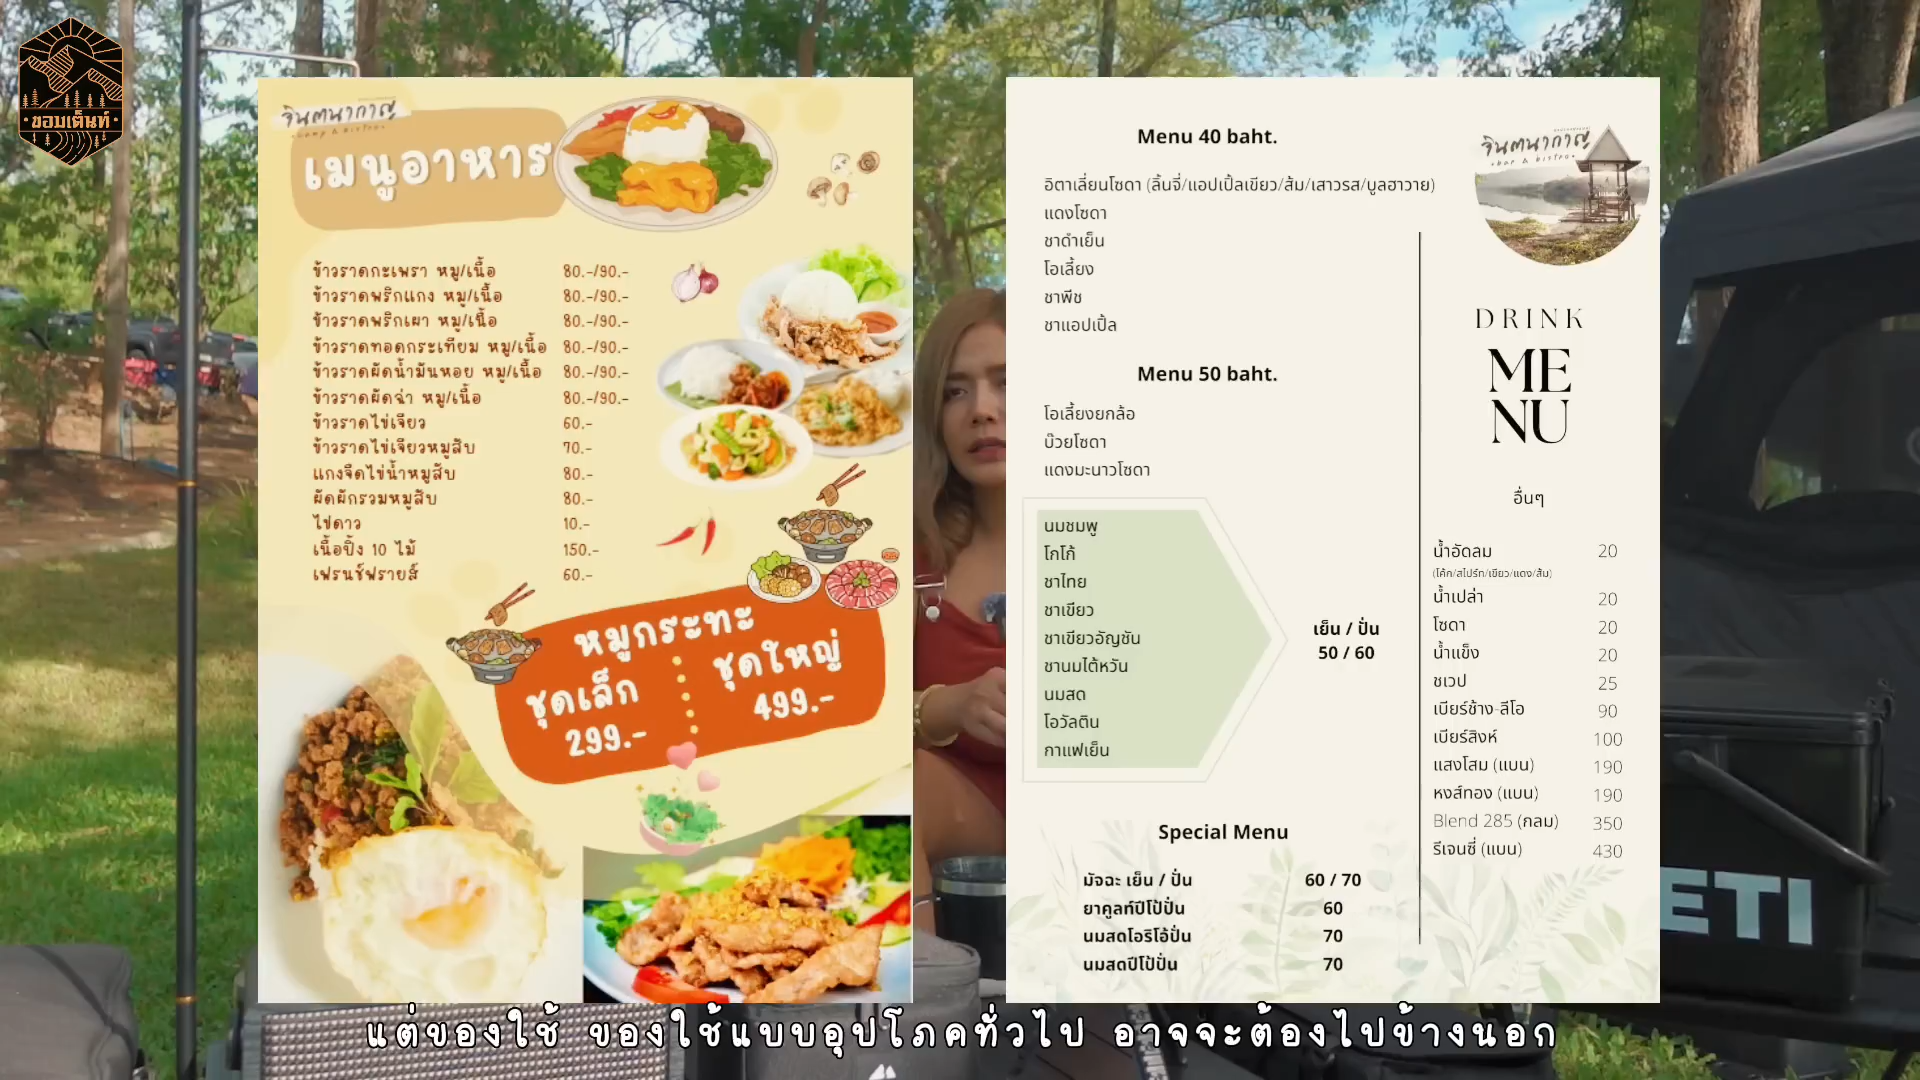 ขอมเต็นท์
จินตนากาญ
camp & bistro
เมนูอาหาร
ข้าวราดกะเพรา หมู/เนื้อ 80.-/90.-
ข้าวราดพริกแกง หมู/เนื้อ 80.-/90.-
ข้าวราดพริกเผา หมู/เนื้อ 80.-/90.-
ข้าวราดทอดกระเทียม หมู/เนื้อ 80.-/90.-
ข้าวราดผัดน้ำมันหอย หมู/เนื้อ 80.-/90.-
ข้าวราดผัดฉ่า หมู/เนื้อ 80.-/90.-
ข้าวราดไข่เจียว 60.-
ข้าวราดไข่เจียวหมูสับ 70.-
แกงจืดไข่น้ำหมูสับ 80.-
ผัดผักรวมหมูสับ 80.-
ไข่ดาว 10.-
เนื้อปิ้ง 10 ไม้ 150.-
เฟรนช์ฟรายส์ 60.-
หมูกระทะ
ชุดเล็ก ชุดใหญ่
299.- 499.-
Menu 40 baht.
อิตาเลี่ยนโซดา (ลิ้นจี่/แอปเปิ้ลเขียว/ส้ม/เสาวรส/บูลฮาวาย)
แดงโซดา
ชาดำเย็น
โอเลี้ยง
ชาพีช
ชาแอปเปิ้ล
Menu 50 baht.
โอเลี้ยงยกล้อ
บ๊วยโซดา
แดงมะนาวโซดา
นมชมพู
โกโก้
ชาไทย
ชาเขียว
ชาเขียวอัญชัน
ชานมไต้หวัน
นมสด
โอวัลติน
กาแฟเย็น
เย็น / ปั่น
50 / 60
Special Menu
มัจฉะ เย็น / ปั่น 60 / 70
ยาคูลท์ปีโป้ปั่น 60
นมสดโอริโอ้ปั่น 70
นมสดปีโป้ปั่น 70
จินตนากาญ
bar & bistro
DRINK
ME
NU
อื่นๆ
น้ำอัดลม 20
(โค้ก/สไปร์ท/เขียว/แดง/ส้ม)
น้ำเปล่า 20
โซดา 20
น้ำแข็ง 20
ชเวป 25
เบียร์ช้าง-ลีโอ 90
เบียร์สิงห์ 100
แสงโสม (แบน) 190
หงส์ทอง (แบน) 190
Blend 285 (กลม) 350
รีเจนซี่ (แบน) 430
ETI
แต่ของใช้ ของใช้แบบอุปโภคทั่วไป อาจจะต้องไปข้างนอก